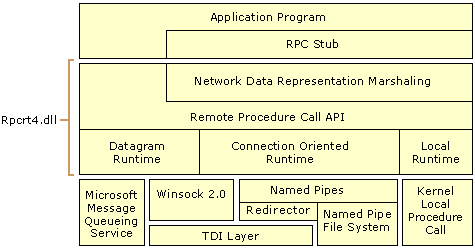 Application Program
RPC Stub
Rpcrt4.dll
Network Data Representation Marshaling
Remote Procedure Call API
Datagram
Runtime
Connection Oriented
Runtime
Local
Runtime
Microsoft
Message
Queueing
Service
Winsock 2.0
Named Pipes
Redirector
Named Pipe
File System
TDI Layer
Kernel
Local
Procedure
Call